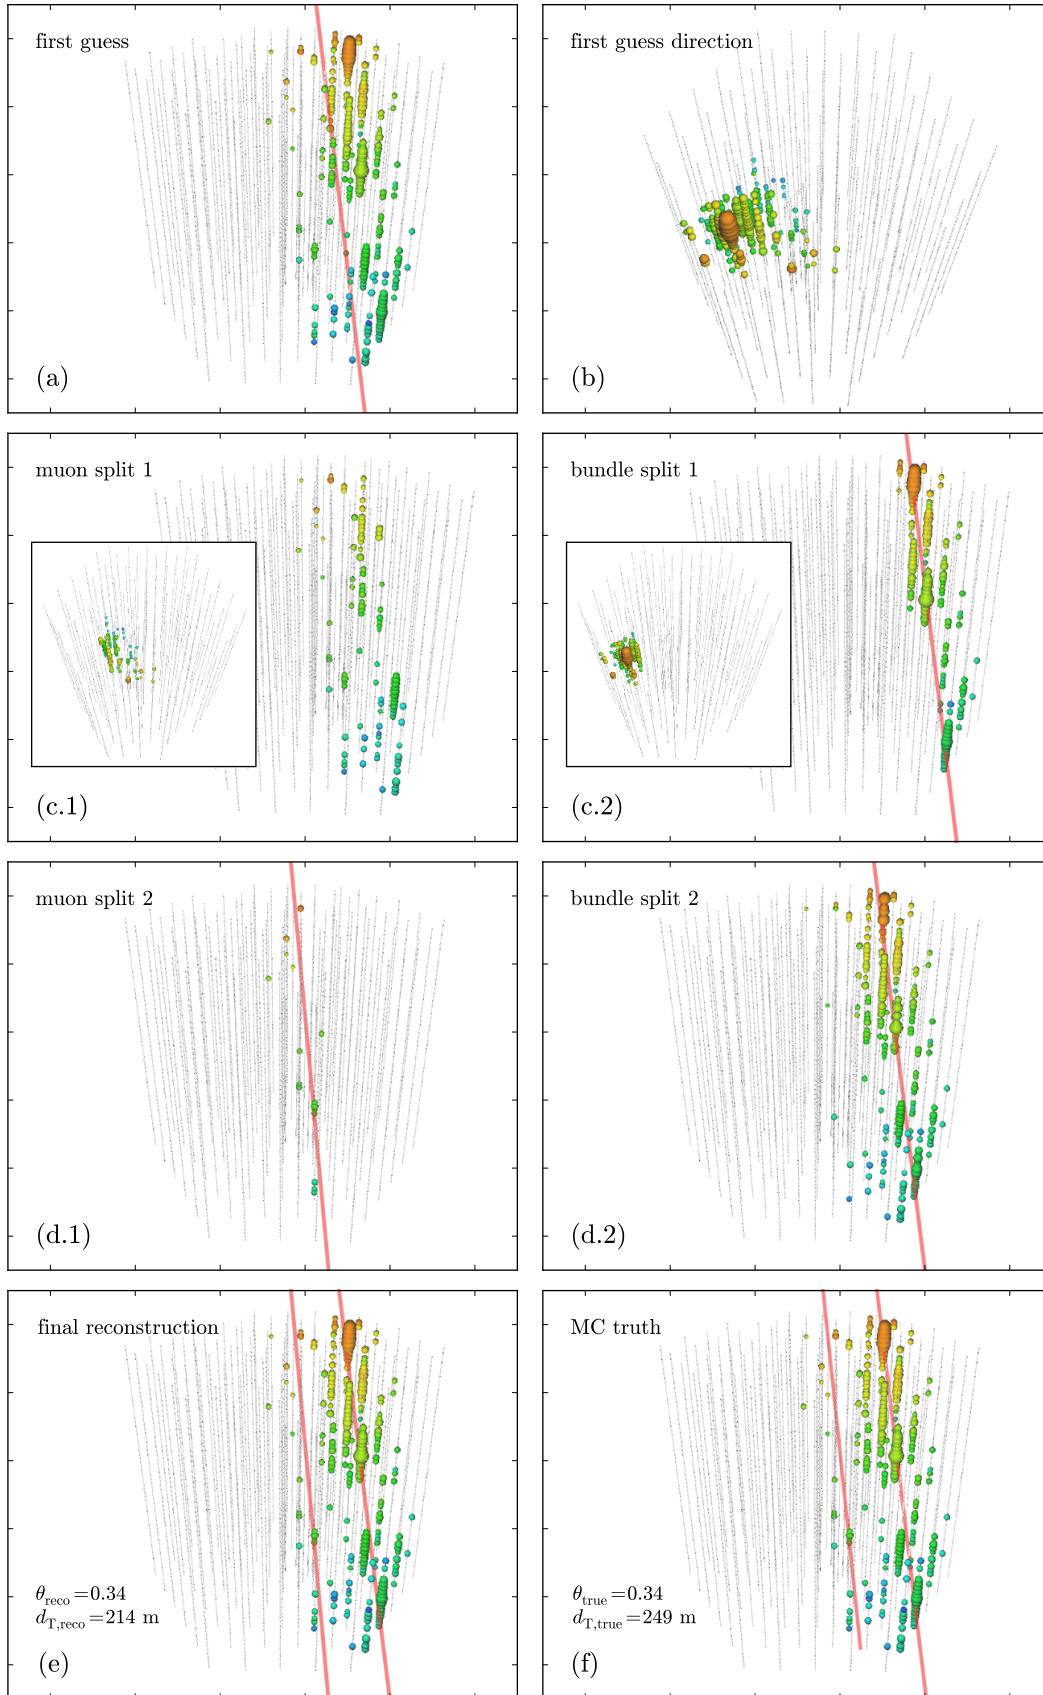 first guess
(a)
first guess direction
(b)
muon split 1
(c.1)
bundle split 1
(c.2)
muon split 2
(d.1)
bundle split 2
(d.2)
final reconstruction
θreco=0.34
dT,reco=214 m
(e)
MC truth
θtrue=0.34
dT,true=249 m
(f)